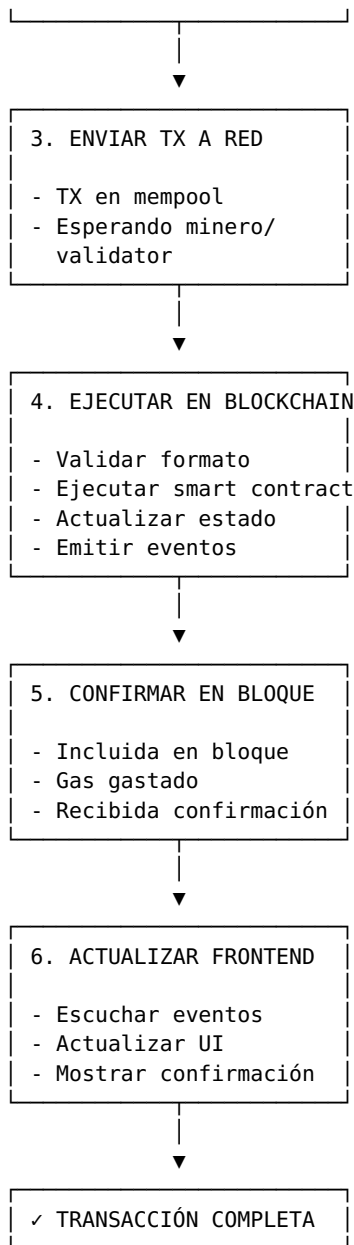 3. ENVIAR TX A RED
- TX en mempool
- Esperando minero/
validator
4. EJECUTAR EN BLOCKCHAIN
- Validar formato
- Ejecutar smart contract
- Actualizar estado
- Emitir eventos
5. CONFIRMAR EN BLOQUE
- Incluida en bloque
- Gas gastado
- Recibida confirmación
6. ACTUALIZAR FRONTEND
- Escuchar eventos
- Actualizar UI
- Mostrar confirmación
✓ TRANSACCIÓN COMPLETA